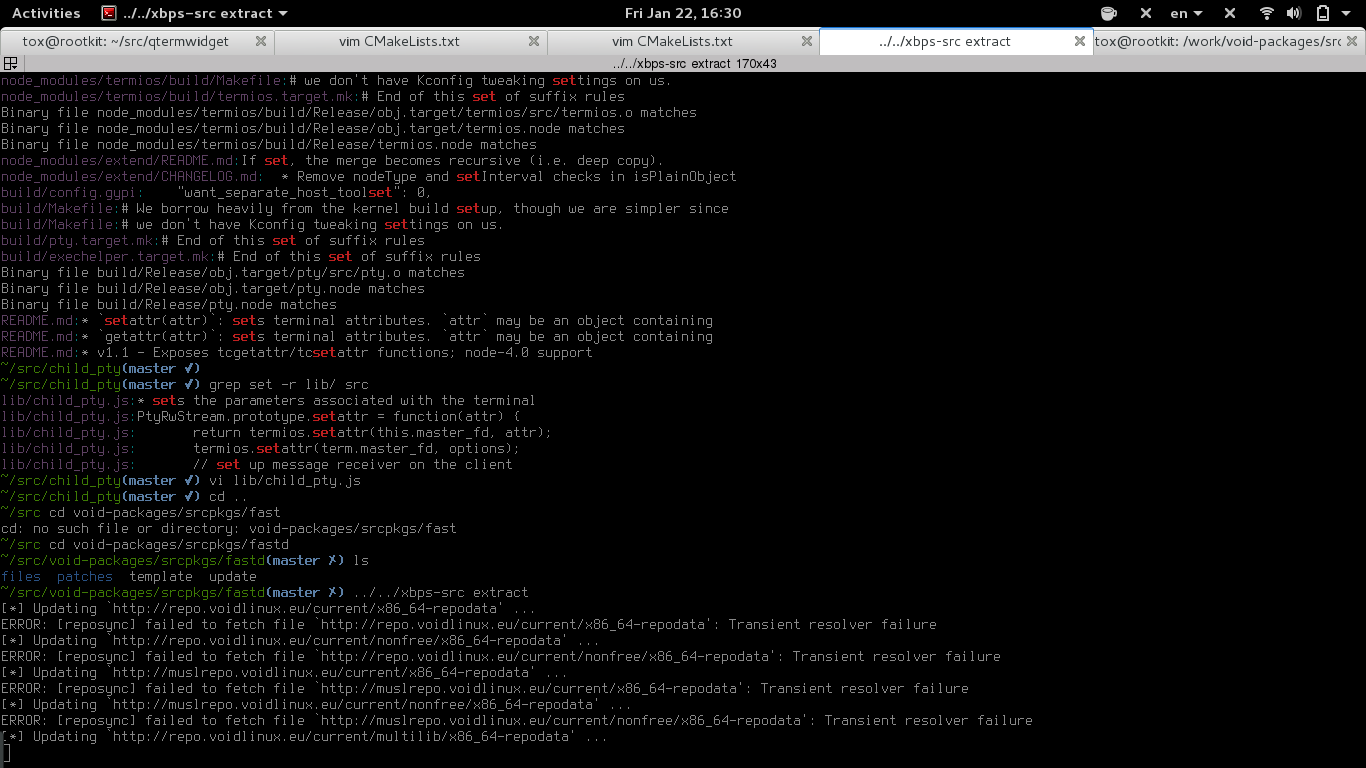 Activities ../../xbps-src extract Fri Jan 22, 16:30 en
tox@rootkit: ~/src/qtermwidget vim CMakeLists.txt vim CMakeLists.txt ../../xbps-src extract tox@rootkit: /work/void-packages/src
../../xbps-src extract 170x43
node_modules/termios/build/Makefile:# we don't have Kconfig tweaking settings on us.
node_modules/termios/build/termios.target.mk:# End of this set of suffix rules
Binary file node_modules/termios/build/Release/obj.target/termios/src/termios.o matches
Binary file node_modules/termios/build/Release/obj.target/termios.node matches
Binary file node_modules/termios/build/Release/termios.node matches
node_modules/extend/README.md:If set, the merge becomes recursive (i.e. deep copy).
node_modules/extend/CHANGELOG.md:  * Remove nodeType and setInterval checks in isPlainObject
build/config.gypi:    "want_separate_host_toolset": 0,
build/Makefile:# We borrow heavily from the kernel build setup, though we are simpler since
build/Makefile:# we don't have Kconfig tweaking settings on us.
build/pty.target.mk:# End of this set of suffix rules
build/exechelper.target.mk:# End of this set of suffix rules
Binary file build/Release/obj.target/pty/src/pty.o matches
Binary file build/Release/obj.target/pty.node matches
Binary file build/Release/pty.node matches
README.md:* `setattr(attr)`: sets terminal attributes. `attr` may be an object containing
README.md:* `getattr(attr)`: sets terminal attributes. `attr` may be an object containing
README.md:* v1.1 - Exposes tcgetattr/tcsetattr functions; node-4.0 support
~/src/child_pty(master ✔)
~/src/child_pty(master ✔) grep set -r lib/ src
lib/child_pty.js:* sets the parameters associated with the terminal
lib/child_pty.js:PtyRwStream.prototype.setattr = function(attr) {
lib/child_pty.js:       return termios.setattr(this.master_fd, attr);
lib/child_pty.js:       termios.setattr(term.master_fd, options);
lib/child_pty.js:       // set up message receiver on the client
~/src/child_pty(master ✔) vi lib/child_pty.js
~/src/child_pty(master ✔) cd ..
~/src cd void-packages/srcpkgs/fast
cd: no such file or directory: void-packages/srcpkgs/fast
~/src cd void-packages/srcpkgs/fastd
~/src/void-packages/srcpkgs/fastd(master ✗) ls
files  patches  template  update
~/src/void-packages/srcpkgs/fastd(master ✗) ../../xbps-src extract
[*] Updating `http://repo.voidlinux.eu/current/x86_64-repodata' ...
ERROR: [reposync] failed to fetch file `http://repo.voidlinux.eu/current/x86_64-repodata': Transient resolver failure
[*] Updating `http://repo.voidlinux.eu/current/nonfree/x86_64-repodata' ...
ERROR: [reposync] failed to fetch file `http://repo.voidlinux.eu/current/nonfree/x86_64-repodata': Transient resolver failure
[*] Updating `http://muslrepo.voidlinux.eu/current/x86_64-repodata' ...
ERROR: [reposync] failed to fetch file `http://muslrepo.voidlinux.eu/current/x86_64-repodata': Transient resolver failure
[*] Updating `http://muslrepo.voidlinux.eu/current/nonfree/x86_64-repodata' ...
ERROR: [reposync] failed to fetch file `http://muslrepo.voidlinux.eu/current/nonfree/x86_64-repodata': Transient resolver failure
[*] Updating `http://repo.voidlinux.eu/current/multilib/x86_64-repodata' ...